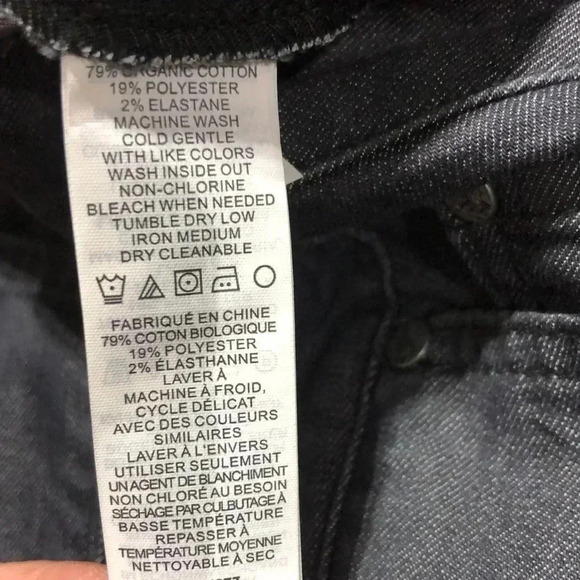 79% ORGANIC COTTON
19% POLYESTER
2% ELASTANE
MACHINE WASH
COLD GENTLE
WITH LIKE COLORS
WASH INSIDE OUT
NON-CHLORINE
BLEACH WHEN NEEDED
TUMBLE DRY LOW
IRON MEDIUM
DRY CLEANABLE
FABRIQUÉ EN CHINE
79% COTON BIOLOGIQUE
19% POLYESTER
2% ÉLASTHANNE
LAVER À
MACHINE À FROID,
CYCLE DÉLICAT
AVEC DES COULEURS
SIMILAIRES
LAVER À L'ENVERS
UTILISER SEULEMENT
UN AGENT DE BLANCHIMENT
NON CHLORÉ AU BESOIN
SÉCHAGE PAR CULBUTAGE À
BASSE TEMPÉRATURE
REPASSER À
TEMPÉRATURE MOYENNE
NETTOYABLE À SEC